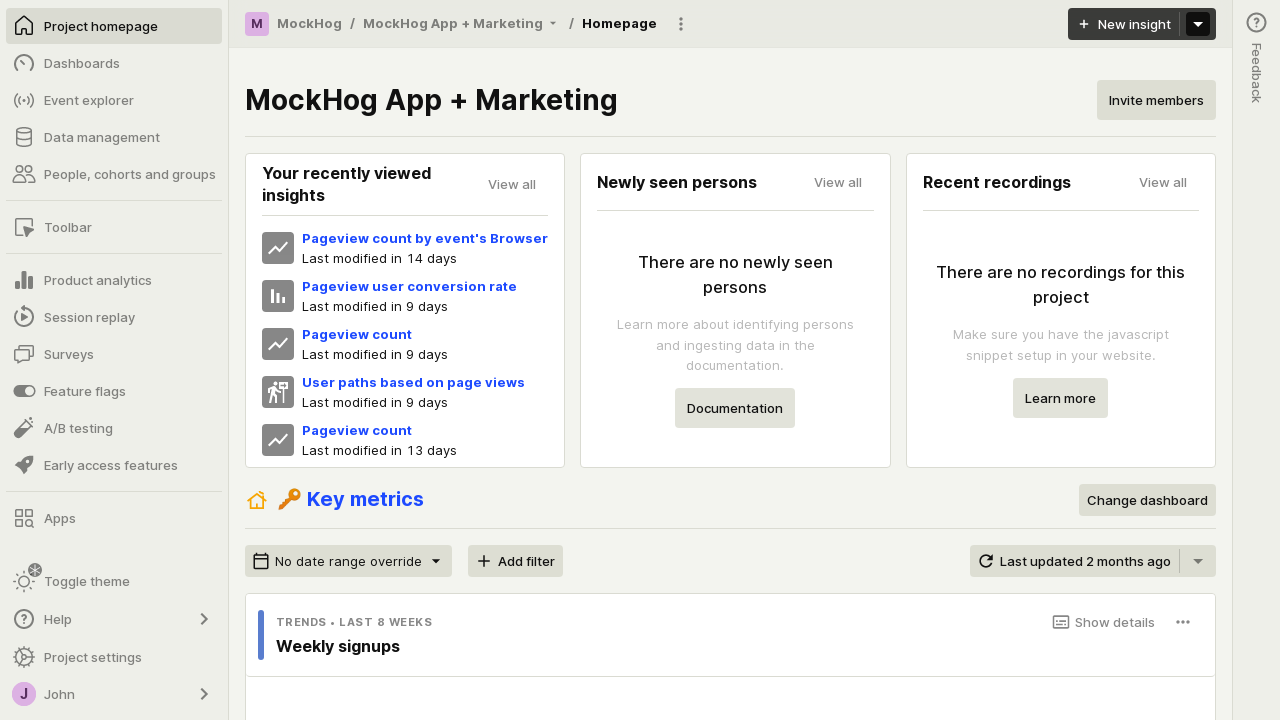 Project homepage
Dashboards
Event explorer
Data management
People, cohorts and groups
Toolbar
Product analytics
Session replay
Surveys
Feature flags
A/B testing
Early access features
Apps
Toggle theme
Help
Project settings
J John
M MockHog / MockHog App + Marketing / Homepage
New insight
Feedback
MockHog App + Marketing
Invite members
Your recently viewed
insights
View all
Pageview count by event's Browser
Last modified in 14 days
Pageview user conversion rate
Last modified in 9 days
Pageview count
Last modified in 9 days
User paths based on page views
Last modified in 9 days
Pageview count
Last modified in 13 days
Newly seen persons
View all
There are no newly seen
persons
Learn more about identifying persons
and ingesting data in the
documentation.
Documentation
Recent recordings
View all
There are no recordings for this
project
Make sure you have the javascript
snippet setup in your website.
Learn more
🔑 Key metrics
Change dashboard
No date range override
Add filter
Last updated 2 months ago
TRENDS • LAST 8 WEEKS
Show details
Weekly signups